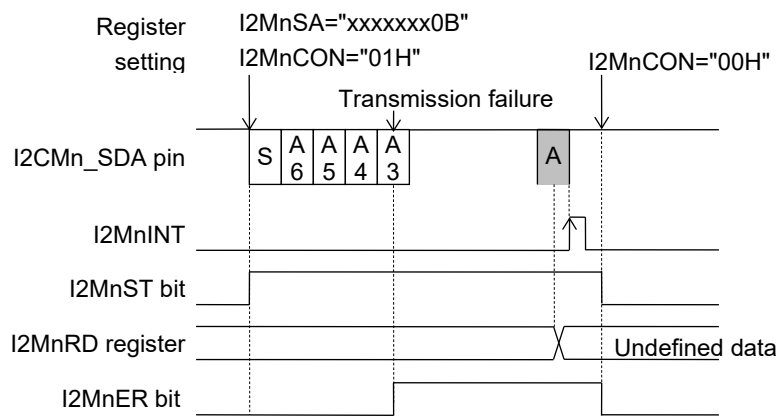 Register
setting
I2MnSA="xxxxxxx0B"
I2MnCON="01H"
I2MnCON="00H"
Transmission failure
I2CMn_SDA pin
S
A
6
A
5
A
4
A
3
A
I2MnINT
I2MnST bit
I2MnRD register
Undefined data
I2MnER bit